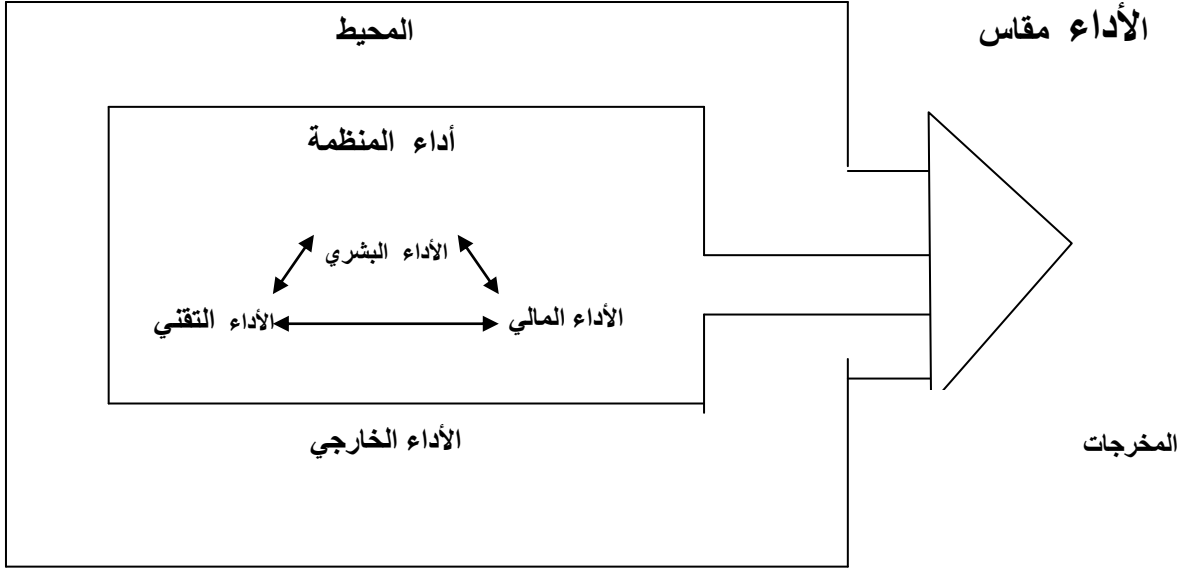 الأداء مقاس
المحيط
أداء المنظمة
الأداء البشري
الأداء المالي
الأداء التقني
الأداء الخارجي
المخرجات